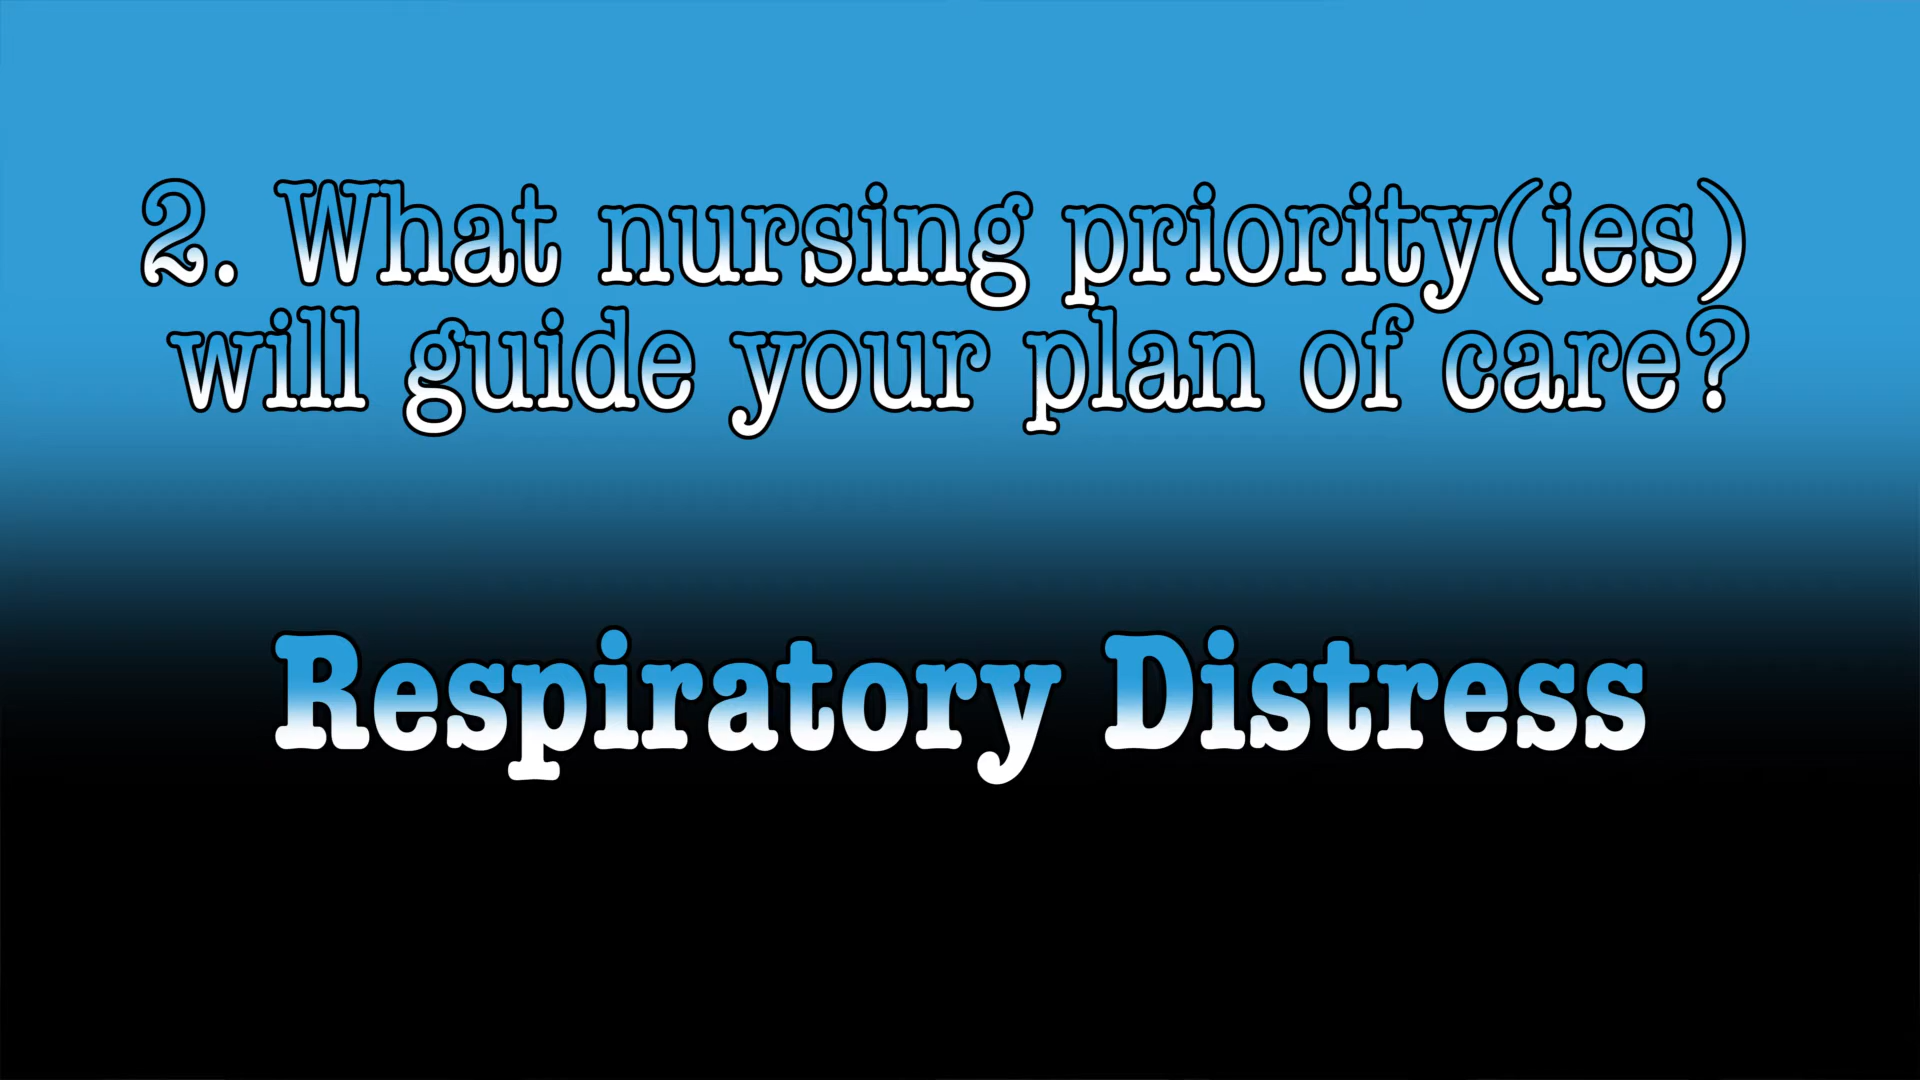 2. What nursing priority(ies)
will guide your plan of care?
Respiratory Distress